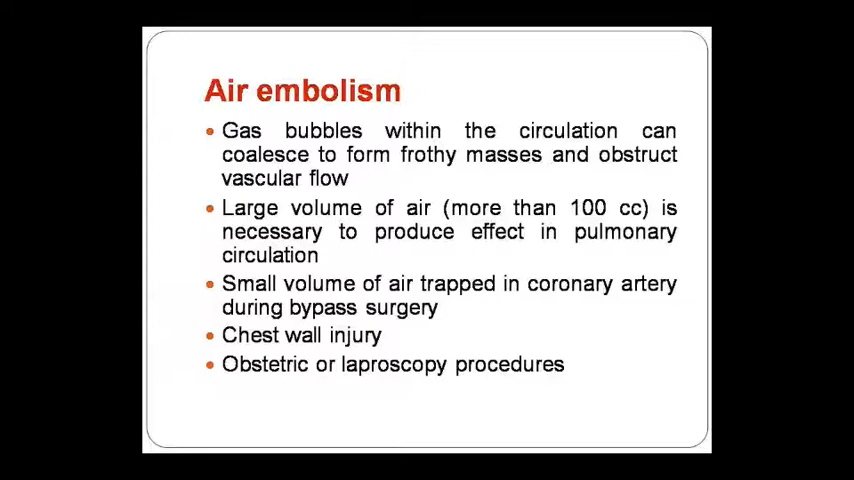 Air embolism
• Gas bubbles within the circulation can
coalesce to form frothy masses and obstruct
vascular flow
• Large volume of air (more than 100 cc) is
necessary to produce effect in pulmonary
circulation
• Small volume of air trapped in coronary artery
during bypass surgery
• Chest wall injury
• Obstetric or laproscopy procedures